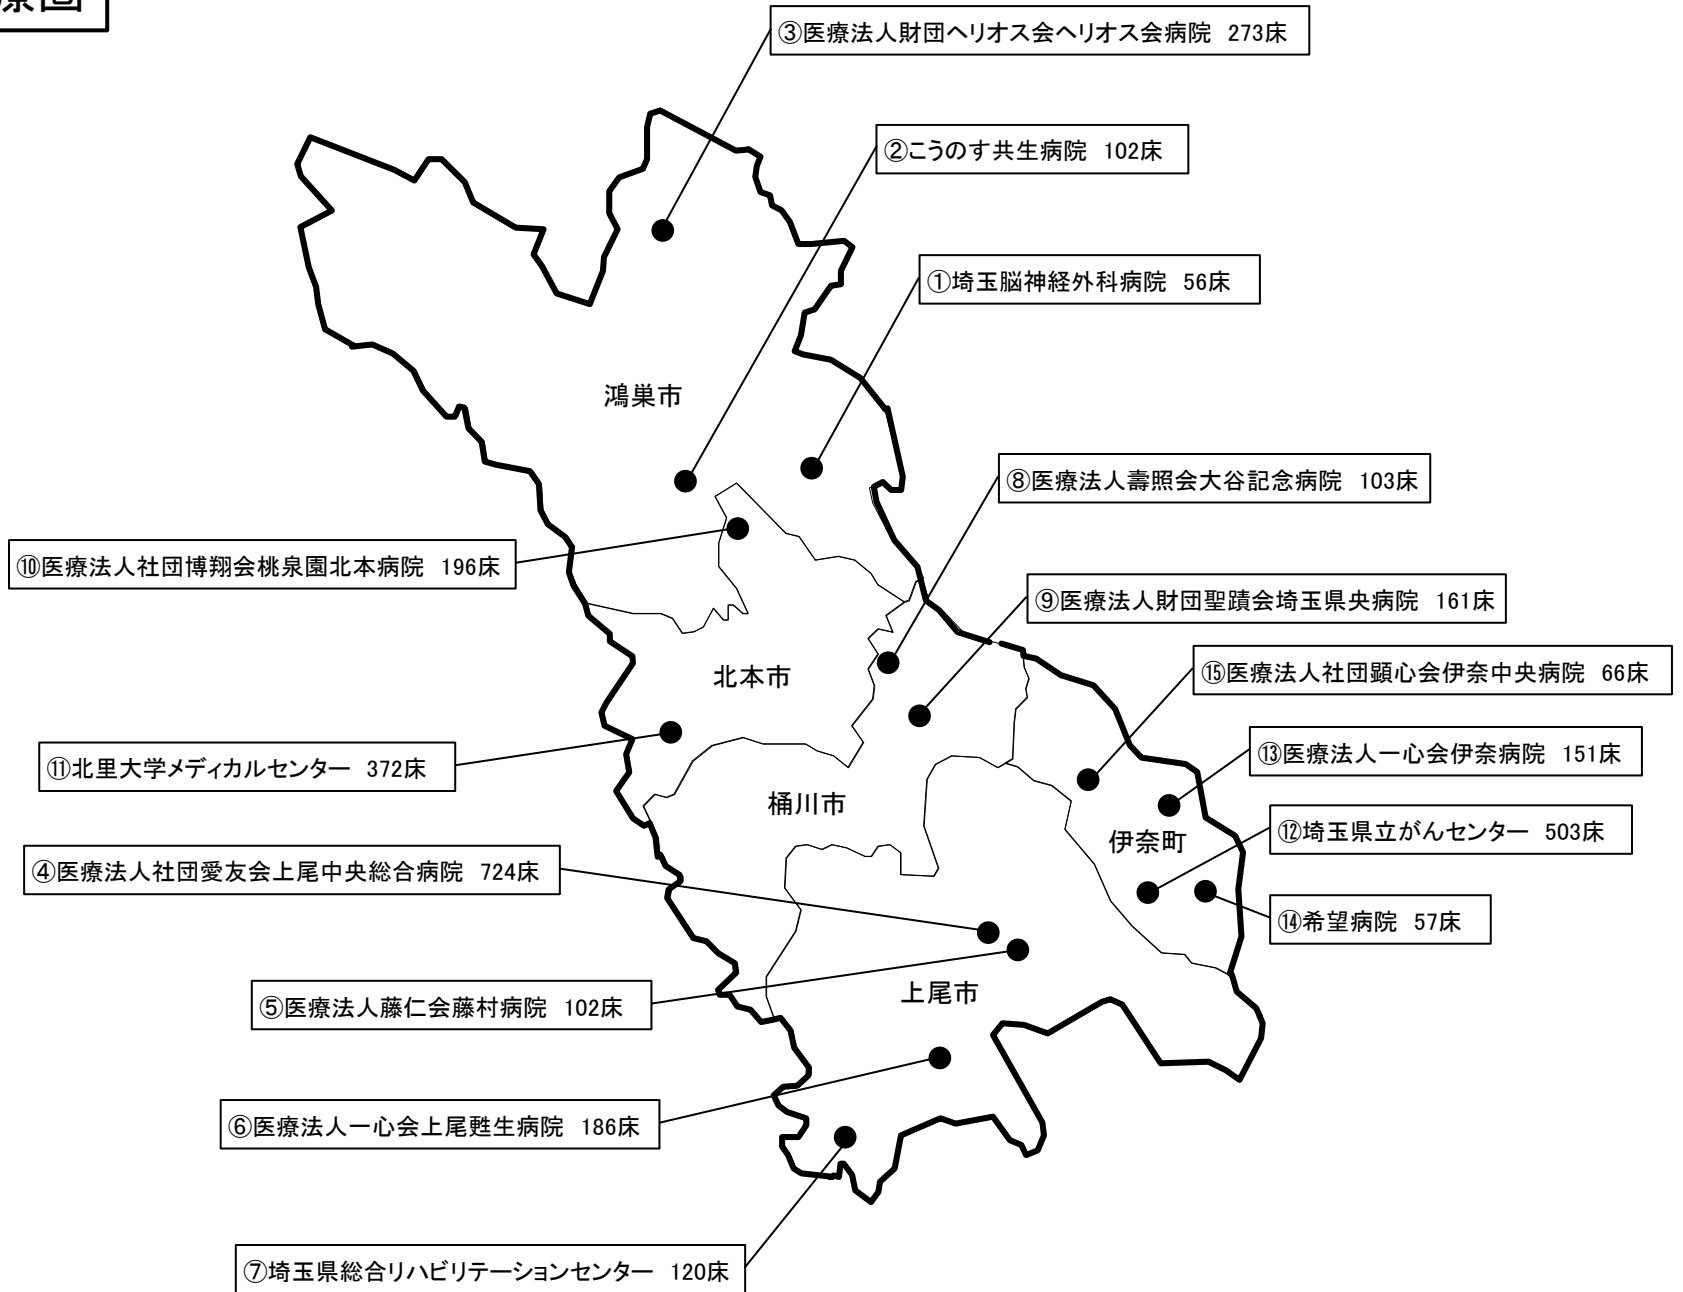 療圏
③医療法人財団ヘリオス会ヘリオス会病院 273床
②こうのす共生病院 102床
①埼玉脳神経外科病院 56床
鴻巣市
⑧医療法人壽照会大谷記念病院 103床
⑩医療法人社団博翔会桃泉園北本病院 196床
⑨医療法人財団聖蹟会埼玉県央病院 161床
北本市
⑮医療法人社団顕心会伊奈中央病院 66床
⑪北里大学メディカルセンター 372床
⑬医療法人一心会伊奈病院 151床
桶川市
伊奈町
⑫埼玉県立がんセンター 503床
④医療法人社団愛友会上尾中央総合病院 724床
⑭希望病院 57床
⑤医療法人藤仁会藤村病院 102床
上尾市
⑥医療法人一心会上尾甦生病院 186床
⑦埼玉県総合リハビリテーションセンター 120床